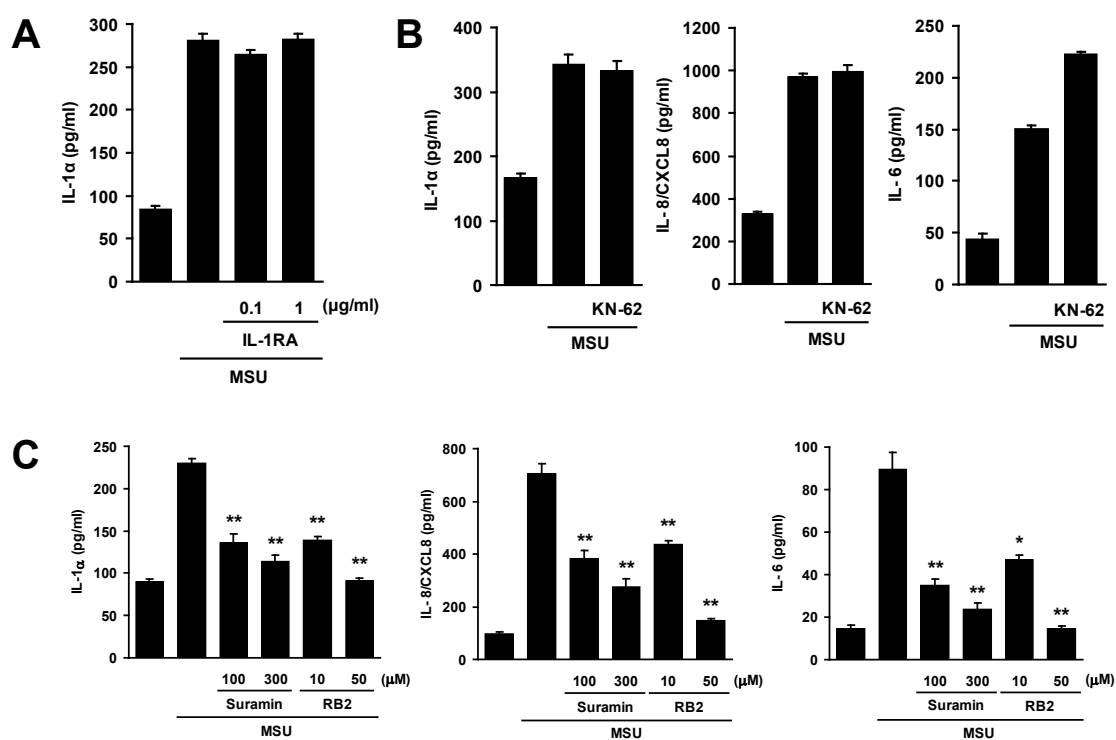 A
IL-1α (pg/ml)
300
250
200
150
100
50
0
0.1 1 (μg/ml)
IL-1RA
MSU
B
IL-1α (pg/ml)
400
300
200
100
0
KN-62
MSU
IL-8/CXCL8 (pg/ml)
1200
1000
800
600
400
200
0
KN-62
MSU
IL- 6 (pg/ml)
250
200
150
100
50
0
KN-62
MSU
C
IL-1α (pg/ml)
250
200
150
100
50
0
** ** ** **
100 300 10 50 (μM)
Suramin RB2
MSU
IL- 8/CXCL8 (pg/ml)
800
600
400
200
0
** ** ** **
100 300 10 50 (μM)
Suramin RB2
MSU
IL- 6 (pg/ml)
100
80
60
40
20
0
** ** * **
100 300 10 50 (μM)
Suramin RB2
MSU